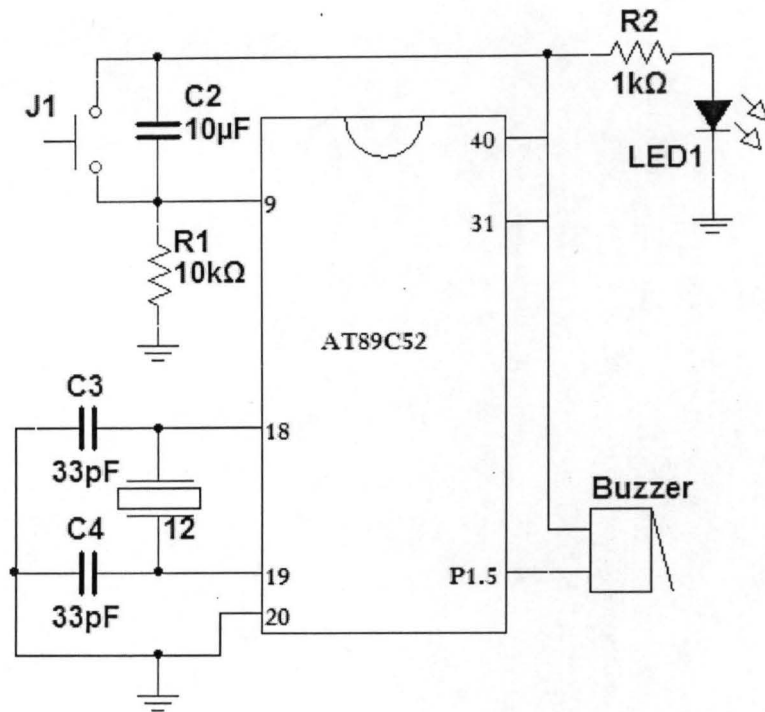 R2
1kΩ
LED1
J1
C2
10μF
40
9
31
R1
10kΩ
AT89C52
C3
33pF
18
12
C4
33pF
19
20
P1.5
Buzzer